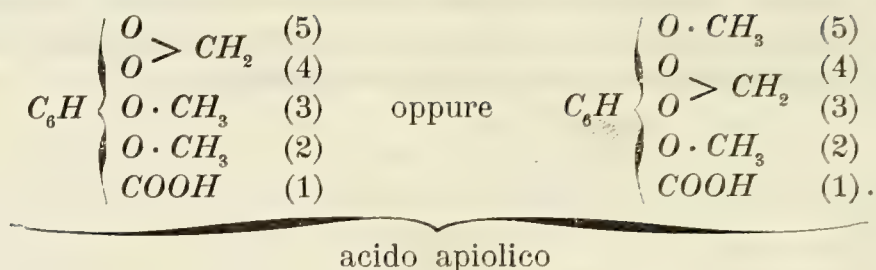 O (5) O · CH₃ (5)
> CH₂
O (4) O (4)
> CH₂
C₆H O · CH₃ (3) oppure C₆H O (3)
O · CH₃ (2) O · CH₃ (2)
COOH (1) COOH (1).
acido apiolico